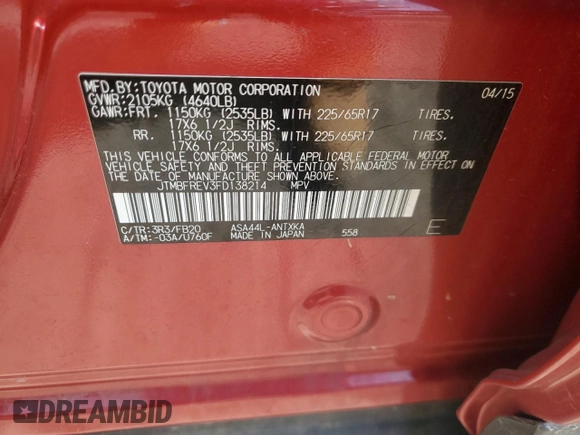 MFD.BY:TOYOTA MOTOR CORPORATION 04/15
GVWR:2105KG (4640LB)
GAWR:FRT. 1150KG (2535LB) WITH 225/65R17 TIRES.
17X6 1/2J RIMS.
RR. 1150KG (2535LB) WITH 225/65R17 TIRES.
17X6 1/2J RIMS.
THIS VEHICLE CONFORMS TO ALL APPLICABLE FEDERAL MOTOR
VEHICLE SAFETY AND THEFT PREVENTION STANDARDS IN EFFECT ON
THE DATE OF MANUFACTURE SHOWN ABOVE.
JTMBFREV3FD138214 MPV
C/TR:3R3/FB20 ASA44L-ANTXKA
A/TM:-03A/U760F MADE IN JAPAN 558 E
DREAMBID